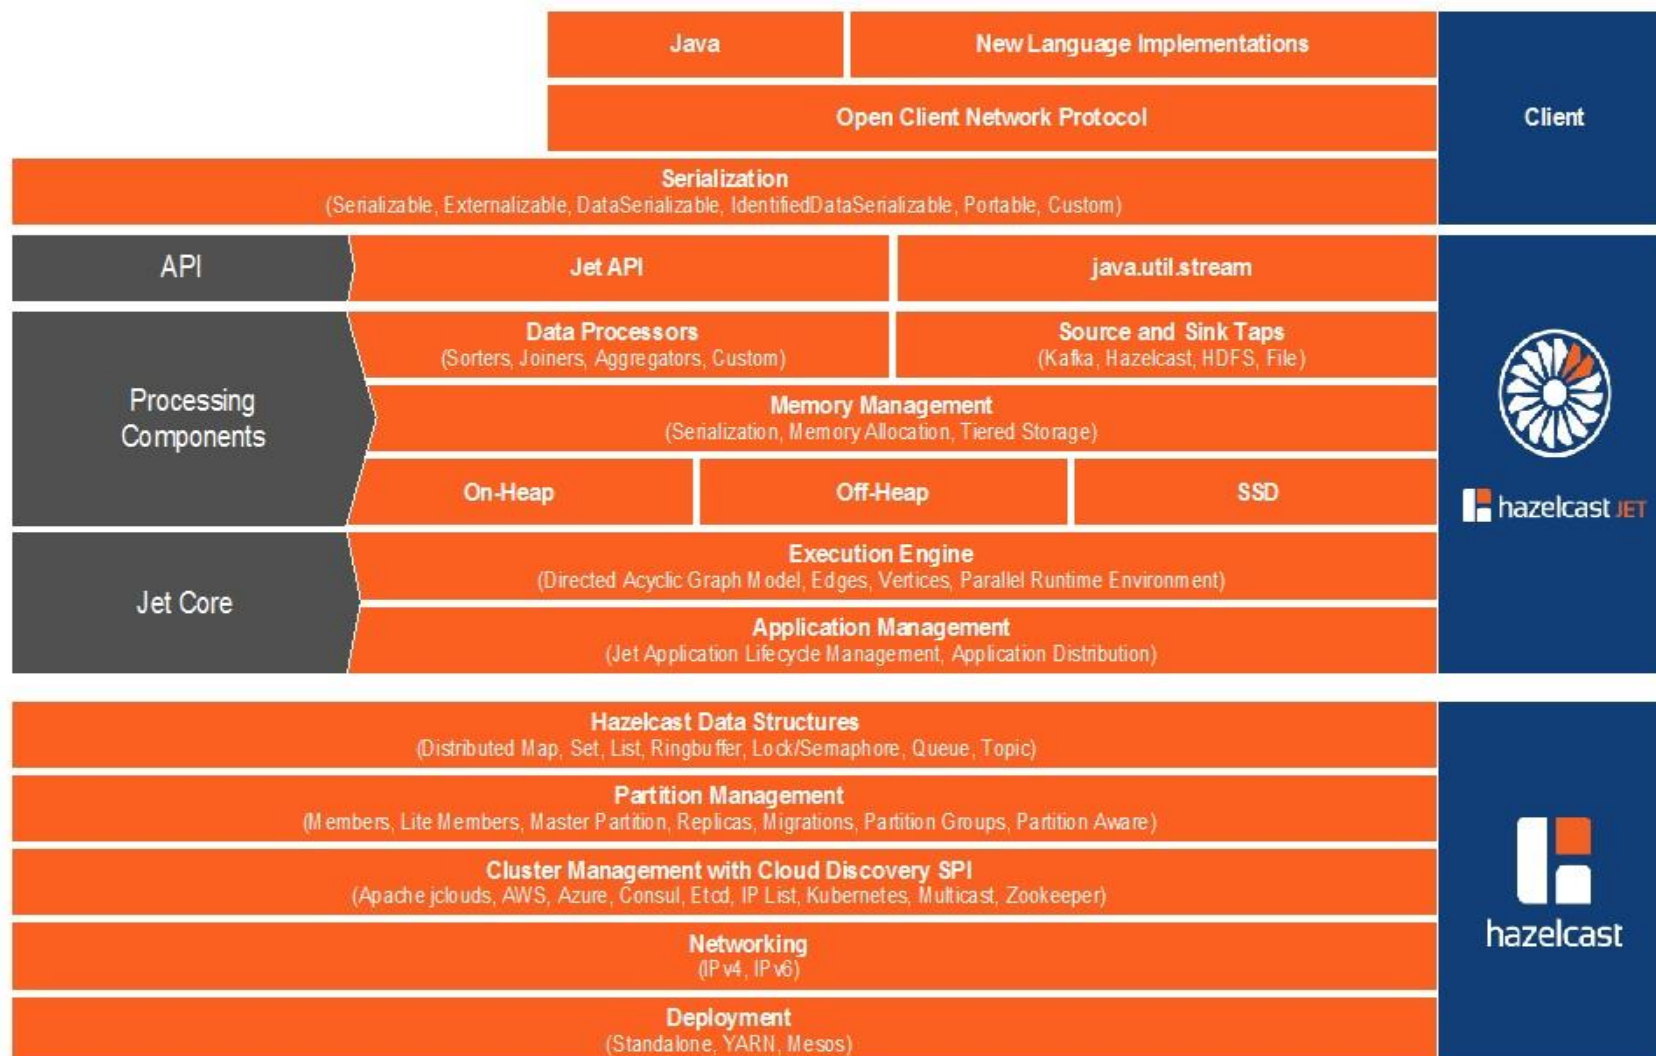 Java
New Language Implementations
Open Client Network Protocol
Client
Serialization
(Serializable, Externalizable, DataSerializable, IdentifiedDataSerializable, Portable, Custom)
API
Jet API
java.util.stream
Processing
Components
Data Processors
(Sorters, Joiners, Aggregators, Custom)
Source and Sink Taps
(Kafka, Hazelcast, HDFS, File)
Memory Management
(Serialization, Memory Allocation, Tiered Storage)
On-Heap
Off-Heap
SSD
hazelcast JET
Jet Core
Execution Engine
(Directed Acyclic Graph Model, Edges, Vertices, Parallel Runtime Environment)
Application Management
(Jet Application Lifecycle Management, Application Distribution)
Hazelcast Data Structures
(Distributed Map, Set, List, Ringbuffer, Lock/Semaphore, Queue, Topic)
Partition Management
(Members, Lite Members, Master Partition, Replicas, Migrations, Partition Groups, Partition Aware)
Cluster Management with Cloud Discovery SPI
(Apache jclouds, AWS, Azure, Consul, Etcd, IP List, Kubernetes, Multicast, Zookeeper)
hazelcast
Networking
(IPv4, IPv6)
Deployment
(Standalone, YARN, Mesos)